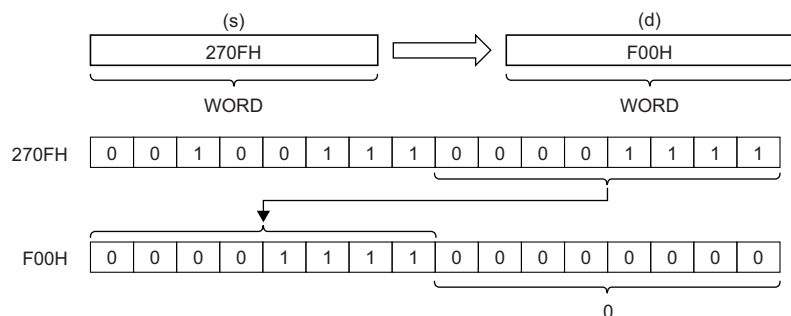 (s) (d)
270FH F00H
WORD WORD
270FH 0 0 1 0 0 1 1 1 0 0 0 0 1 1 1 1
F00H 0 0 0 0 1 1 1 1 0 0 0 0 0 0 0 0
0